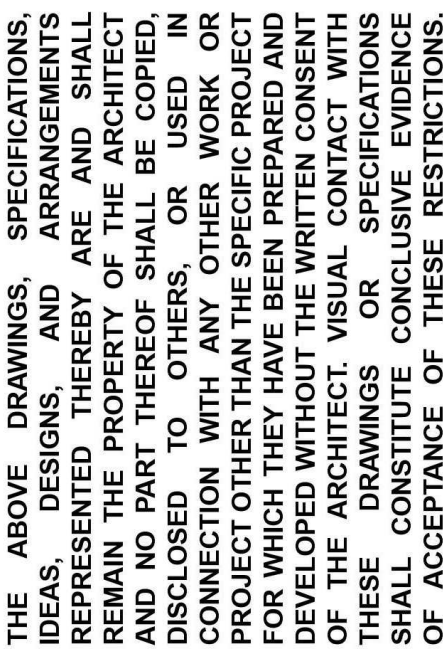 THE ABOVE DRAWINGS, SPECIFICATIONS,
IDEAS, DESIGNS, AND ARRANGEMENTS
REPRESENTED THEREBY ARE AND SHALL
REMAIN THE PROPERTY OF THE ARCHITECT
AND NO PART THEREOF SHALL BE COPIED,
DISCLOSED TO OTHERS, OR USED IN
CONNECTION WITH ANY OTHER WORK OR
PROJECT OTHER THAN THE SPECIFIC PROJECT
FOR WHICH THEY HAVE BEEN PREPARED AND
DEVELOPED WITHOUT THE WRITTEN CONSENT
OF THE ARCHITECT. VISUAL CONTACT WITH
THESE DRAWINGS OR SPECIFICATIONS
SHALL CONSTITUTE CONCLUSIVE EVIDENCE
OF ACCEPTANCE OF THESE RESTRICTIONS.